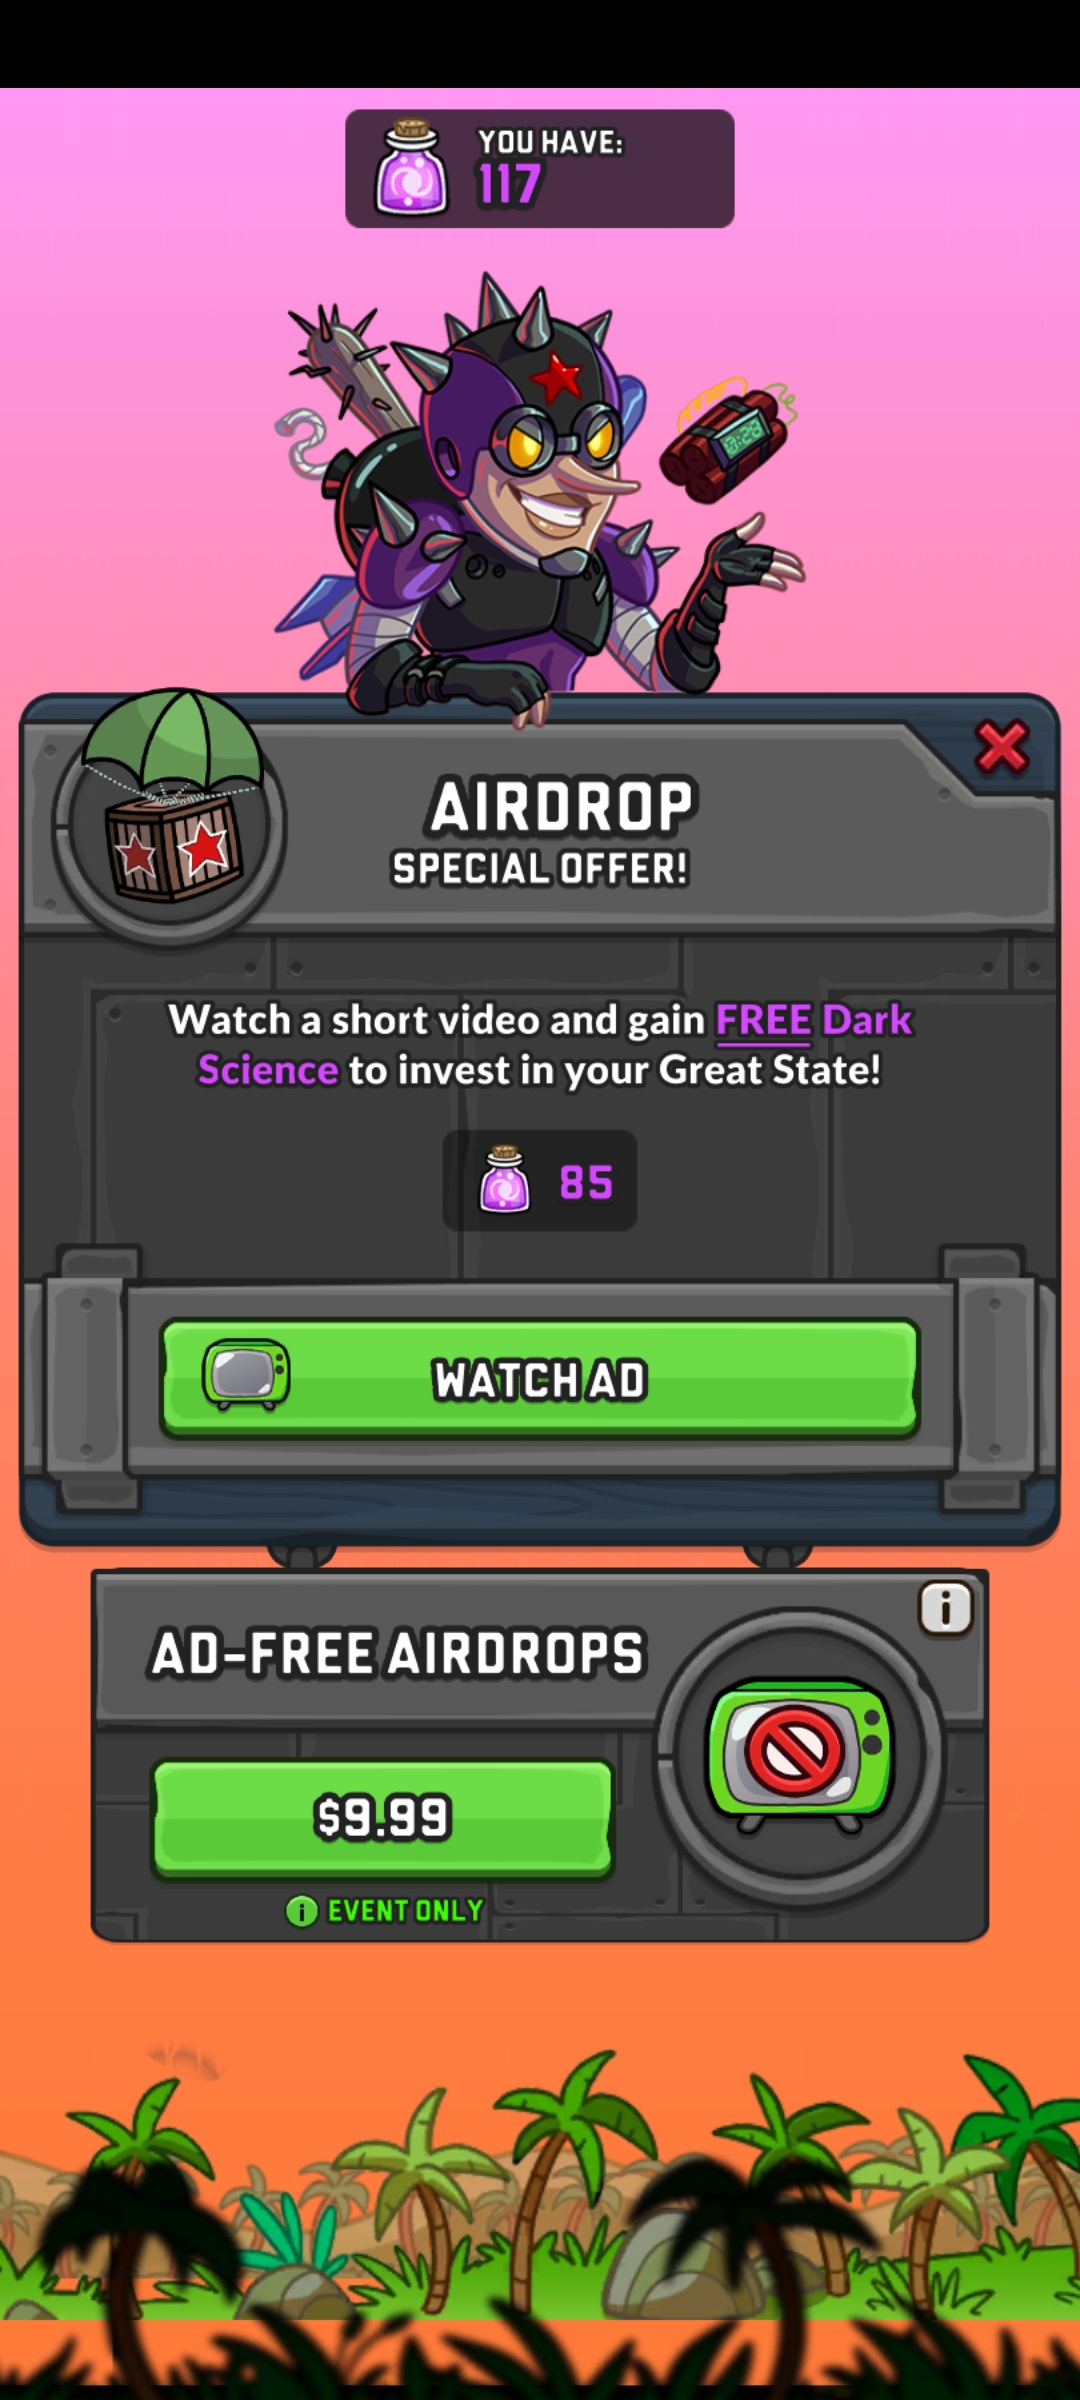 YOU HAVE:
117
0:28
AIRDROP
SPECIAL OFFER!
Watch a short video and gain FREE Dark
Science to invest in your Great State!
85
WATCH AD
AD-FREE AIRDROPS
i
$9.99
i EVENT ONLY